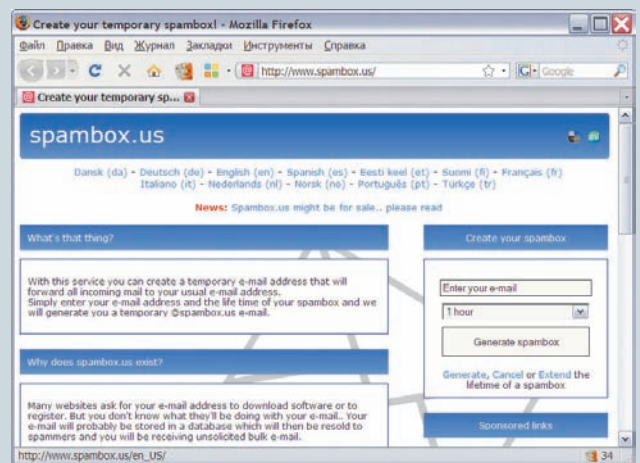 Create your temporary spambox! - Mozilla Firefox
Файл Правка Вид Журнал Закладки Инструменты Справка
http://www.spambox.us/
G Google
Create your temporary sp...
spambox.us
Dansk (da) - Deutsch (de) - English (en) - Spanish (es) - Eesti keel (et) - Suomi (fi) - Français (fr)
Italiano (it) - Nederlands (nl) - Norsk (no) - Português (pt) - Türkçe (tr)
News: Spambox.us might be for sale.. please read
What's that thing?
With this service you can create a temporary e-mail address that will
forward all incoming mail to your usual e-mail address.
Simply enter your e-mail address and the life time of your spambox and we
will generate you a temporary @spambox.us e-mail.
Why does spambox.us exist?
Many websites ask for your e-mail address to download software or to
register. But you don't know what they'll be doing with your e-mail.. Your
e-mail will probably be stored in a database which will then be resold to
spammers and you will be receiving unsolicited bulk e-mail.
Create your spambox
Enter your e-mail
1 hour
Generate spambox
Generate, Cancel or Extend the
lifetime of a spambox
Sponsored links
http://www.spambox.us/en_US/
34